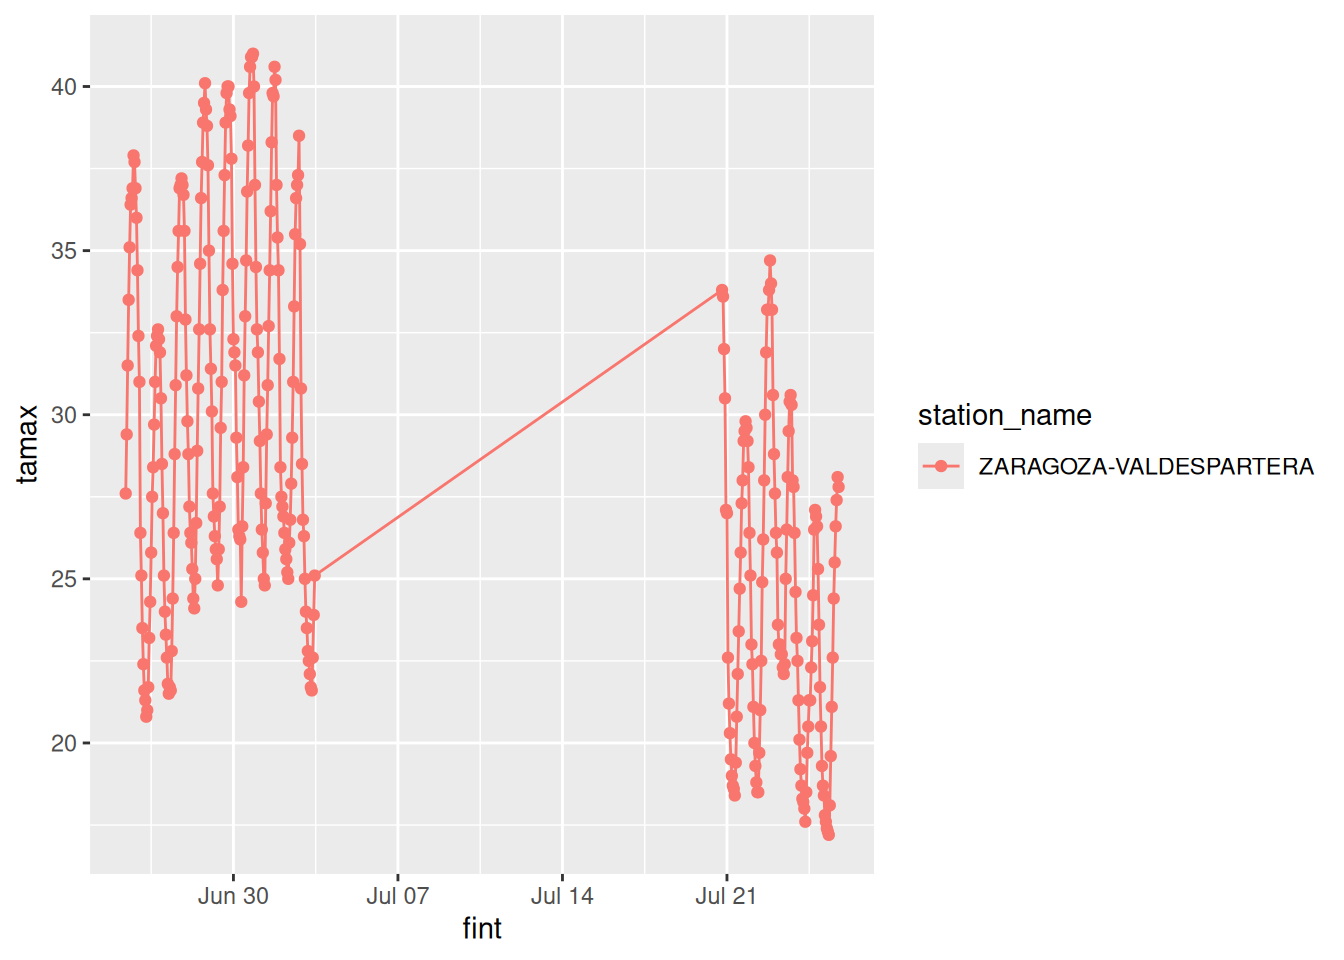 40
35
30
25
20
tamax
Jun 30
Jul 07
Jul 14
Jul 21
fint
station_name
ZARAGOZA-VALDESPARTERA